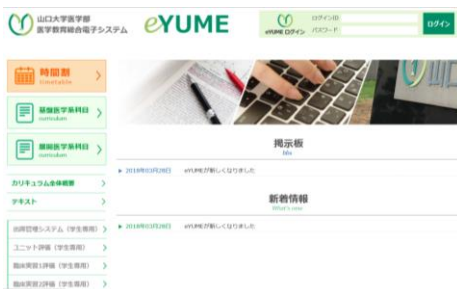 山口大学医学部
医学教育総合電子システム
eYUME
eYUME ログイン
ログインID
パスワード
ログイン
時間割
timetable
基盤医学系科目
curriculum
臨床医学系科目
curriculum
カリキュラム全体概要
テキスト
出席管理システム（学生専用）
ユニット評価（学生専用）
臨床実習1評価（学生専用）
臨床実習2評価（学生専用）
山口
掲示板
bbs
2018年03月28日 eYUMEが新しくなりました
新着情報
What's new
2018年03月28日 eYUMEが新しくなりました